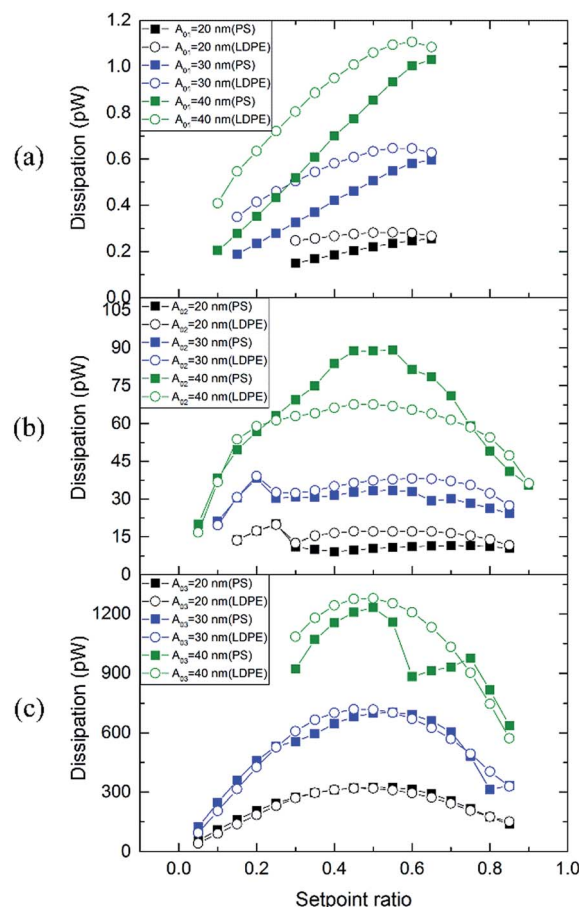 (a)
Dissipation (pW)
1.2
1.0
0.8
0.6
0.4
0.2
0.0
A01=20 nm(PS)
A01=20 nm(LDPE)
A01=30 nm(PS)
A01=30 nm(LDPE)
A01=40 nm(PS)
A01=40 nm(LDPE)
(b)
Dissipation (pW)
105
90
75
60
45
30
15
0
A02=20 nm(PS)
A02=20 nm(LDPE)
A02=30 nm(PS)
A02=30 nm(LDPE)
A02=40 nm(PS)
A02=40 nm(LDPE)
(c)
Dissipation (pW)
1200
900
600
300
0
A03=20 nm(PS)
A03=20 nm(LDPE)
A03=30 nm(PS)
A03=30 nm(LDPE)
A03=40 nm(PS)
A03=40 nm(LDPE)
0.0 0.2 0.4 0.6 0.8 1.0
Setpoint ratio